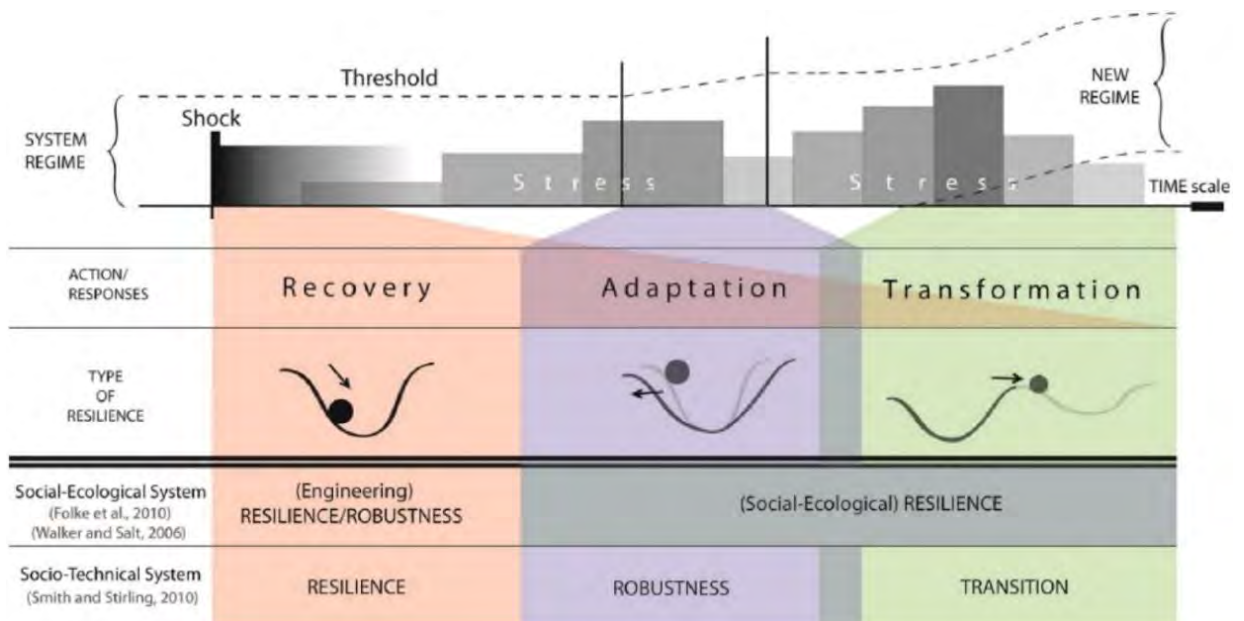 Threshold
Shock
SYSTEM
REGIME
NEW
REGIME
Stress
Stress
TIME scale
ACTION/
RESPONSES
Recovery
Adaptation
Transformation
TYPE
OF
RESILIENCE
Social-Ecological System
(Folke et al., 2010)
(Walker and Salt, 2006)
(Engineering)
RESILIENCE/ROBUSTNESS
(Social-Ecological) RESILIENCE
Socio-Technical System
(Smith and Stirling, 2010)
RESILIENCE
ROBUSTNESS
TRANSITION